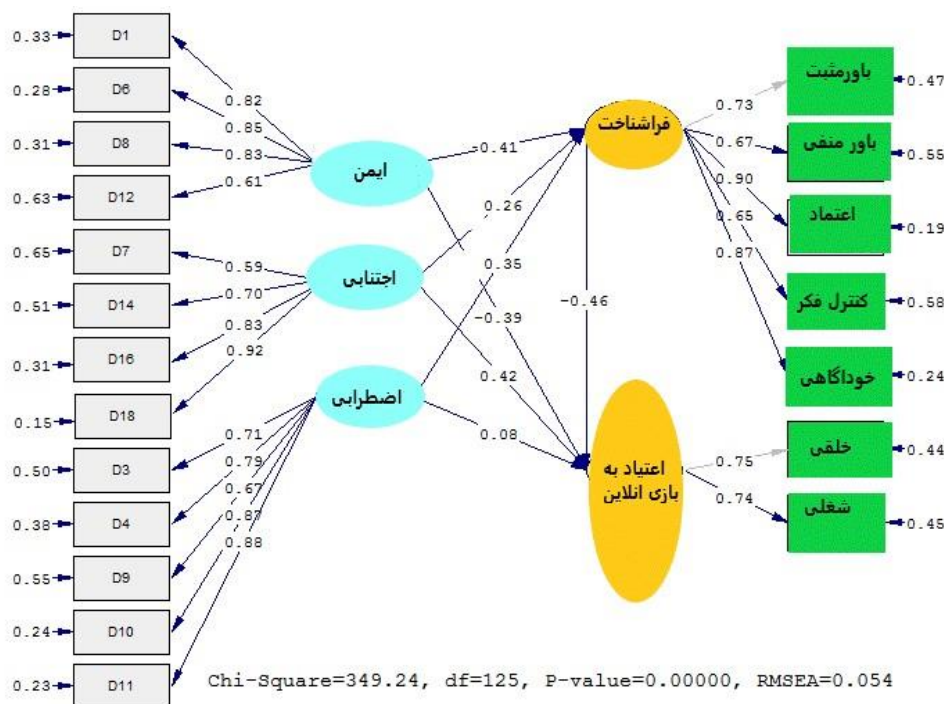 0.33
D1
0.28
D6
0.31
D8
0.63
D12
0.65
D7
0.51
D14
0.31
D16
0.15
D18
0.50
D3
0.38
D4
0.55
D9
0.24
D10
0.23
D11
0.82
0.85
0.83
0.61
0.59
0.70
0.83
0.92
0.71
0.79
0.67
0.87
0.88
ایمن
اجتنابی
اضطرابی
-0.41
0.26
0.35
-0.39
0.42
0.08
-0.46
فراشناخت
اعتیاد به
بازی انلاین
0.73
0.67
0.90
0.65
0.87
0.75
0.74
باورمثبت
0.47
باور منفی
0.55
اعتماد
0.19
کنترل فکر
0.58
خوداگاهی
0.24
خلقی
0.44
شغلی
0.45
Chi-Square=349.24, df=125, P-value=0.00000, RMSEA=0.054